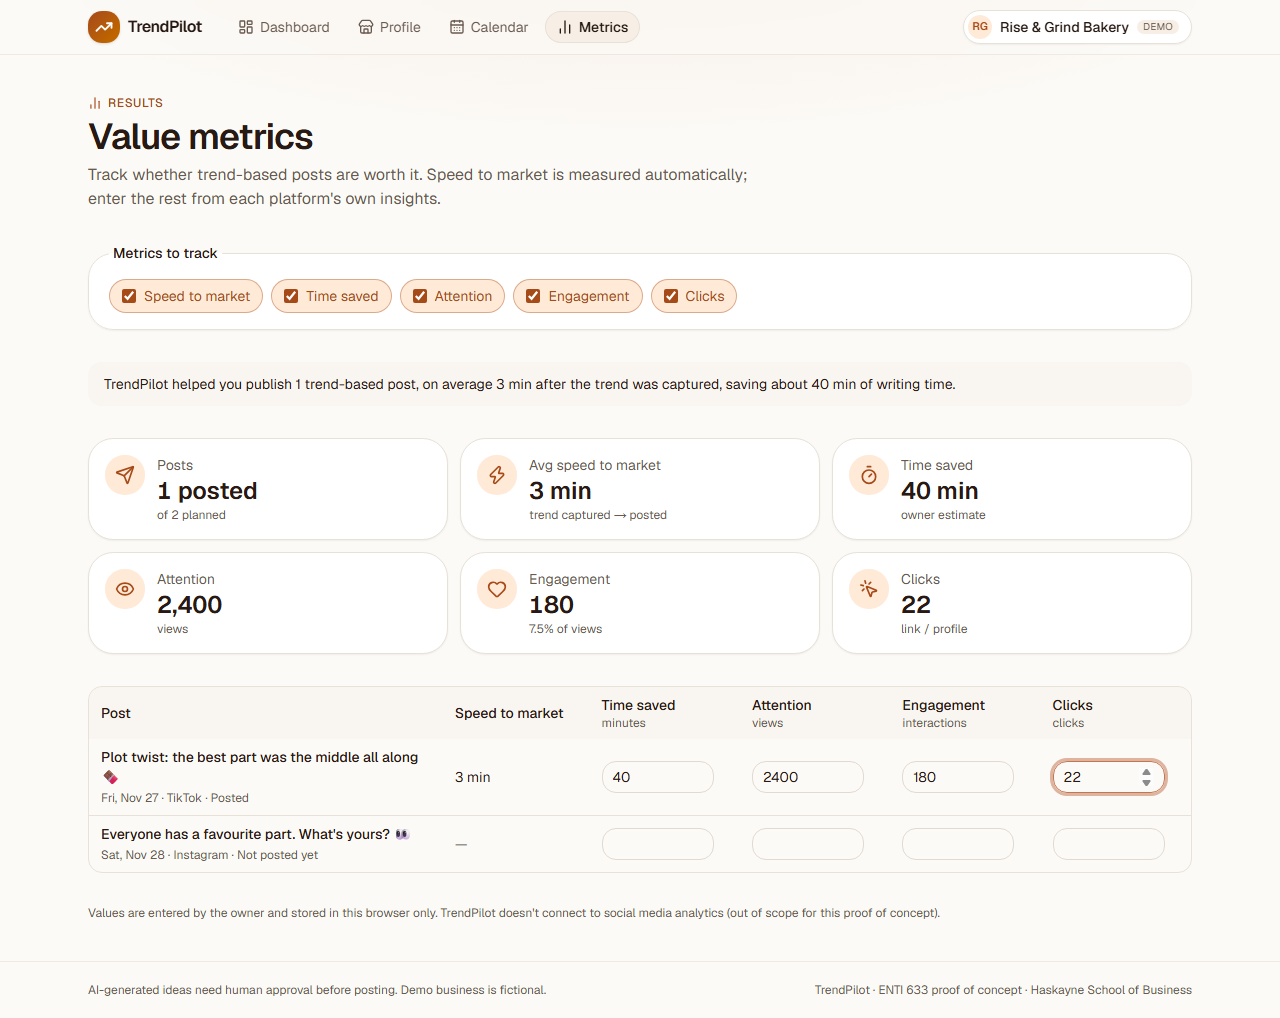 TrendPilot
Dashboard
Profile
Calendar
Metrics
RG
Rise & Grind Bakery
DEMO
RESULTS
Value metrics
Track whether trend-based posts are worth it. Speed to market is measured automatically;
enter the rest from each platform's own insights.
Metrics to track
Speed to market
Time saved
Attention
Engagement
Clicks
TrendPilot helped you publish 1 trend-based post, on average 3 min after the trend was captured, saving about 40 min of writing time.
Posts
1 posted
of 2 planned
Avg speed to market
3 min
trend captured → posted
Time saved
40 min
owner estimate
Attention
2,400
views
Engagement
180
7.5% of views
Clicks
22
link / profile
Post
Speed to market
Time saved
minutes
Attention
views
Engagement
interactions
Clicks
clicks
Plot twist: the best part was the middle all along
🍫
Fri, Nov 27 · TikTok · Posted
3 min
40
2400
180
22
Everyone has a favourite part. What's yours? 👀
Sat, Nov 28 · Instagram · Not posted yet
—
Values are entered by the owner and stored in this browser only. TrendPilot doesn't connect to social media analytics (out of scope for this proof of concept).
AI-generated ideas need human approval before posting. Demo business is fictional.
TrendPilot · ENTI 633 proof of concept · Haskayne School of Business